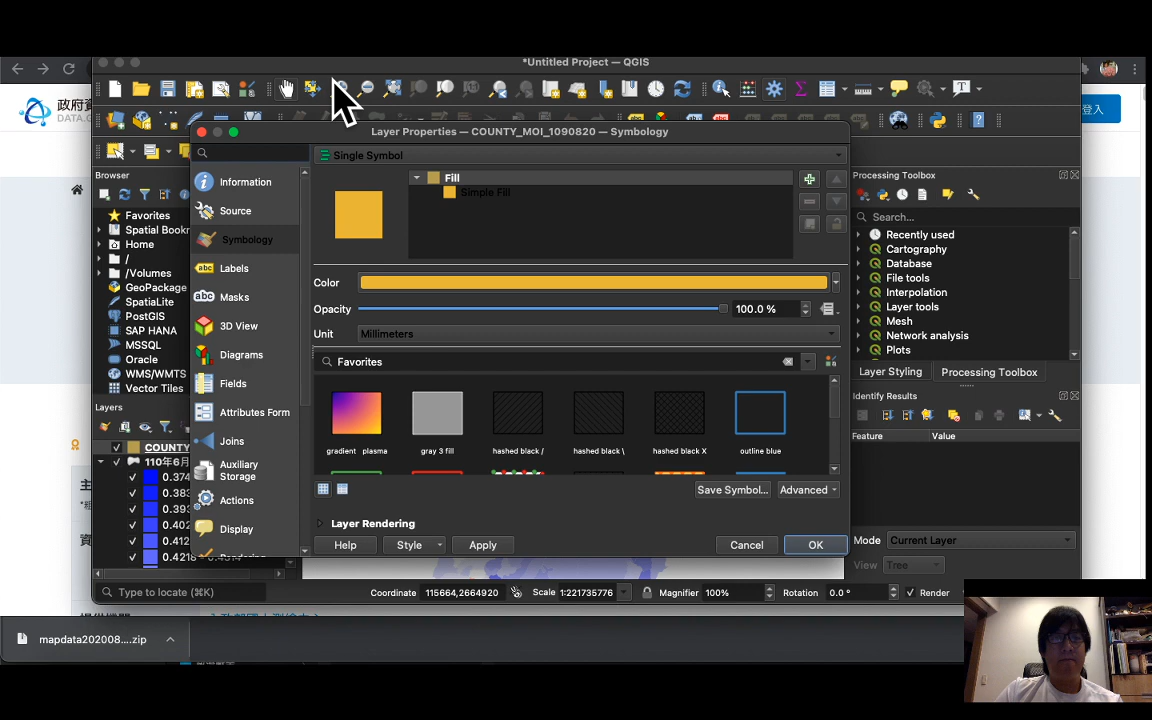 *Untitled Project — QGIS
政府資
DATA.G
登入
Layer Properties — COUNTY_MOI_1090820 — Symbology
Single Symbol
Information
Source
Symbology
Labels
Masks
3D View
Diagrams
Fields
Attributes Form
Joins
Auxiliary
Storage
Actions
Display
Fill
Simple Fill
Color
Opacity
100.0 %
Unit
Millimeters
Favorites
gradient plasma
gray 3 fill
hashed black /
hashed black \
hashed black X
outline blue
Save Symbol...
Advanced
Layer Rendering
Help
Style
Apply
Cancel
OK
Browser
Favorites
Spatial Bookr
Home
/
/Volumes
GeoPackage
SpatiaLite
PostGIS
SAP HANA
MSSQL
Oracle
WMS/WMTS
Vector Tiles
Layers
COUNTY
110年6月
0.374
0.383
0.393
0.402
0.412
0.4218 - 0.4314
Processing Toolbox
Search...
Recently used
Cartography
Database
File tools
Interpolation
Layer tools
Mesh
Network analysis
Plots
Layer Styling
Processing Toolbox
Identify Results
Feature
Value
Mode
Current Layer
View
Tree
Type to locate (⌘K)
Coordinate
115664,2664920
Scale
1:221735776
Magnifier
100%
Rotation
0.0 °
Render
mapdata202008....zip